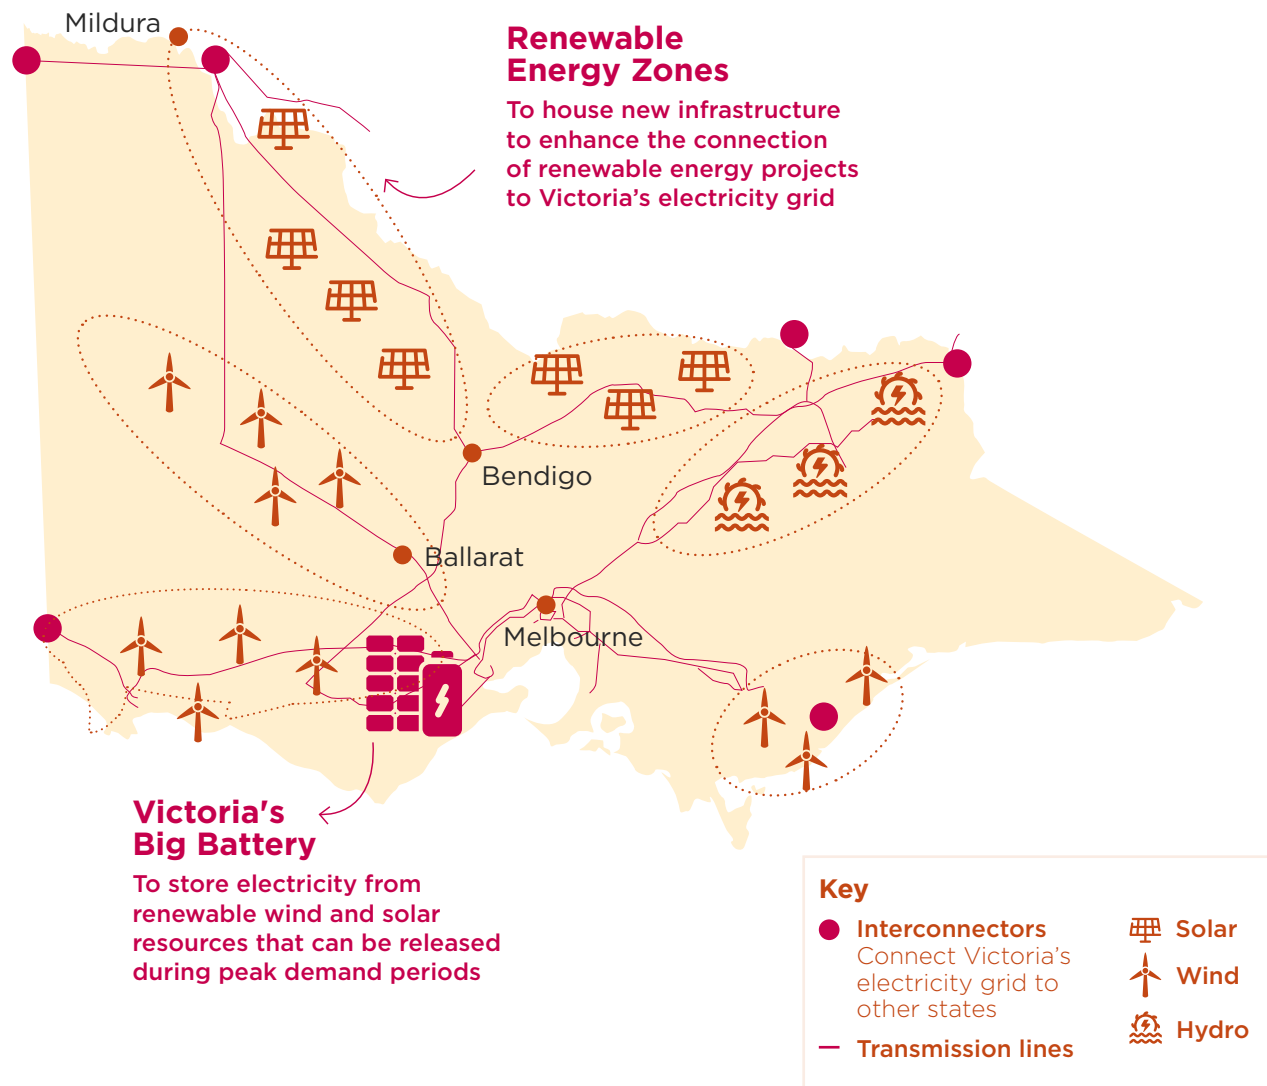 Mildura
Renewable
Energy Zones
To house new infrastructure
to enhance the connection
of renewable energy projects
to Victoria’s electricity grid
Bendigo
Ballarat
Melbourne
Victoria's
Big Battery
To store electricity from
renewable wind and solar
resources that can be released
during peak demand periods
Key
Interconnectors
Connect Victoria’s
electricity grid to
other states
Transmission lines
Solar
Wind
Hydro